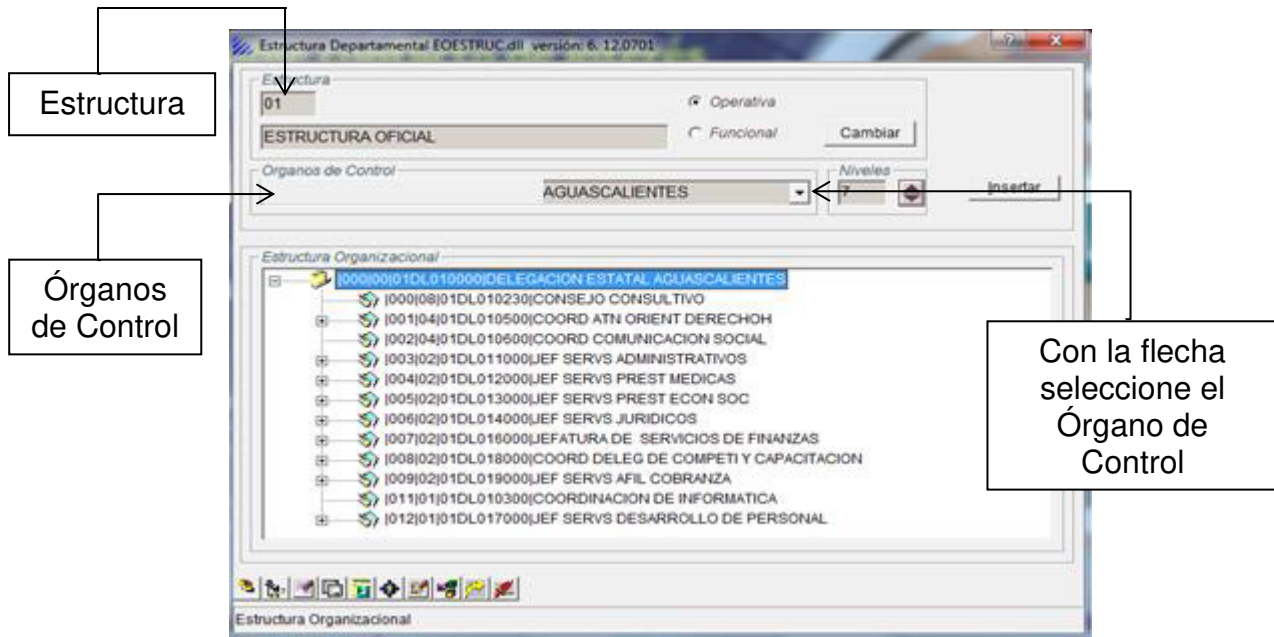 Estructura Departamental EOESTRUC.dll versión: 6. 12.0701
Estructura
Estructura
01
Operativa
ESTRUCTURA OFICIAL
Funcional
Cambiar
Organos de Control
Niveles
AGUASCALIENTES
7
Insertar
Órganos
de Control
Estructura Organizacional
|000|00|01DL010000|DELEGACION ESTATAL AGUASCALIENTES
|000|08|01DL010230|CONSEJO CONSULTIVO
|001|04|01DL010500|COORD ATN ORIENT DERECHOH
|002|04|01DL010600|COORD COMUNICACION SOCIAL
|003|02|01DL011000|JEF SERVS ADMINISTRATIVOS
|004|02|01DL012000|JEF SERVS PREST MEDICAS
|005|02|01DL013000|JEF SERVS PREST ECON SOC
|006|02|01DL014000|JEF SERVS JURIDICOS
|007|02|01DL016000|JEFATURA DE SERVICIOS DE FINANZAS
|008|02|01DL018000|COORD DELEG DE COMPETI Y CAPACITACION
|009|02|01DL019000|JEF SERVS AFIL COBRANZA
|011|01|01DL010300|COORDINACION DE INFORMATICA
|012|01|01DL017000|JEF SERVS DESARROLLO DE PERSONAL
Con la flecha
seleccione el
Órgano de
Control
Estructura Organizacional